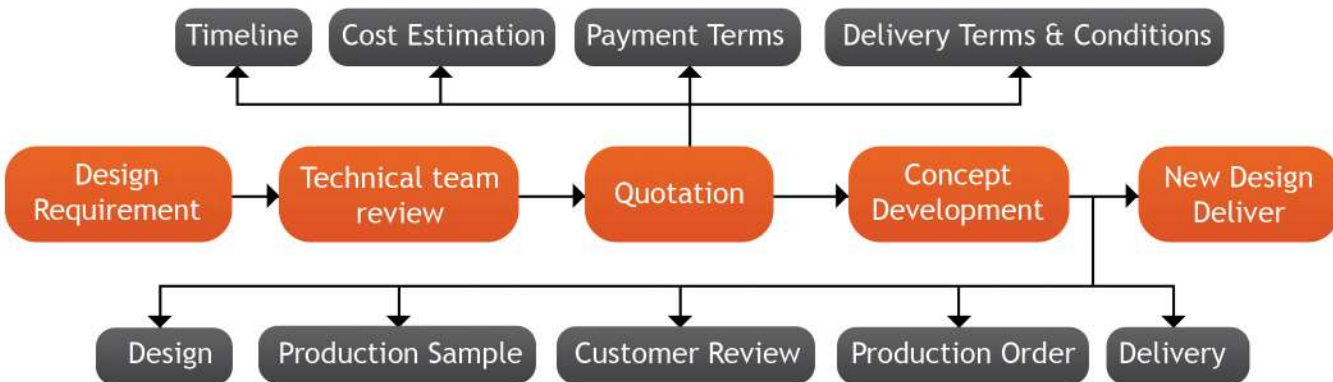 Timeline
Cost Estimation
Payment Terms
Delivery Terms & Conditions
Design
Requirement
Technical team
review
Quotation
Concept
Development
New Design
Deliver
Design
Production Sample
Customer Review
Production Order
Delivery